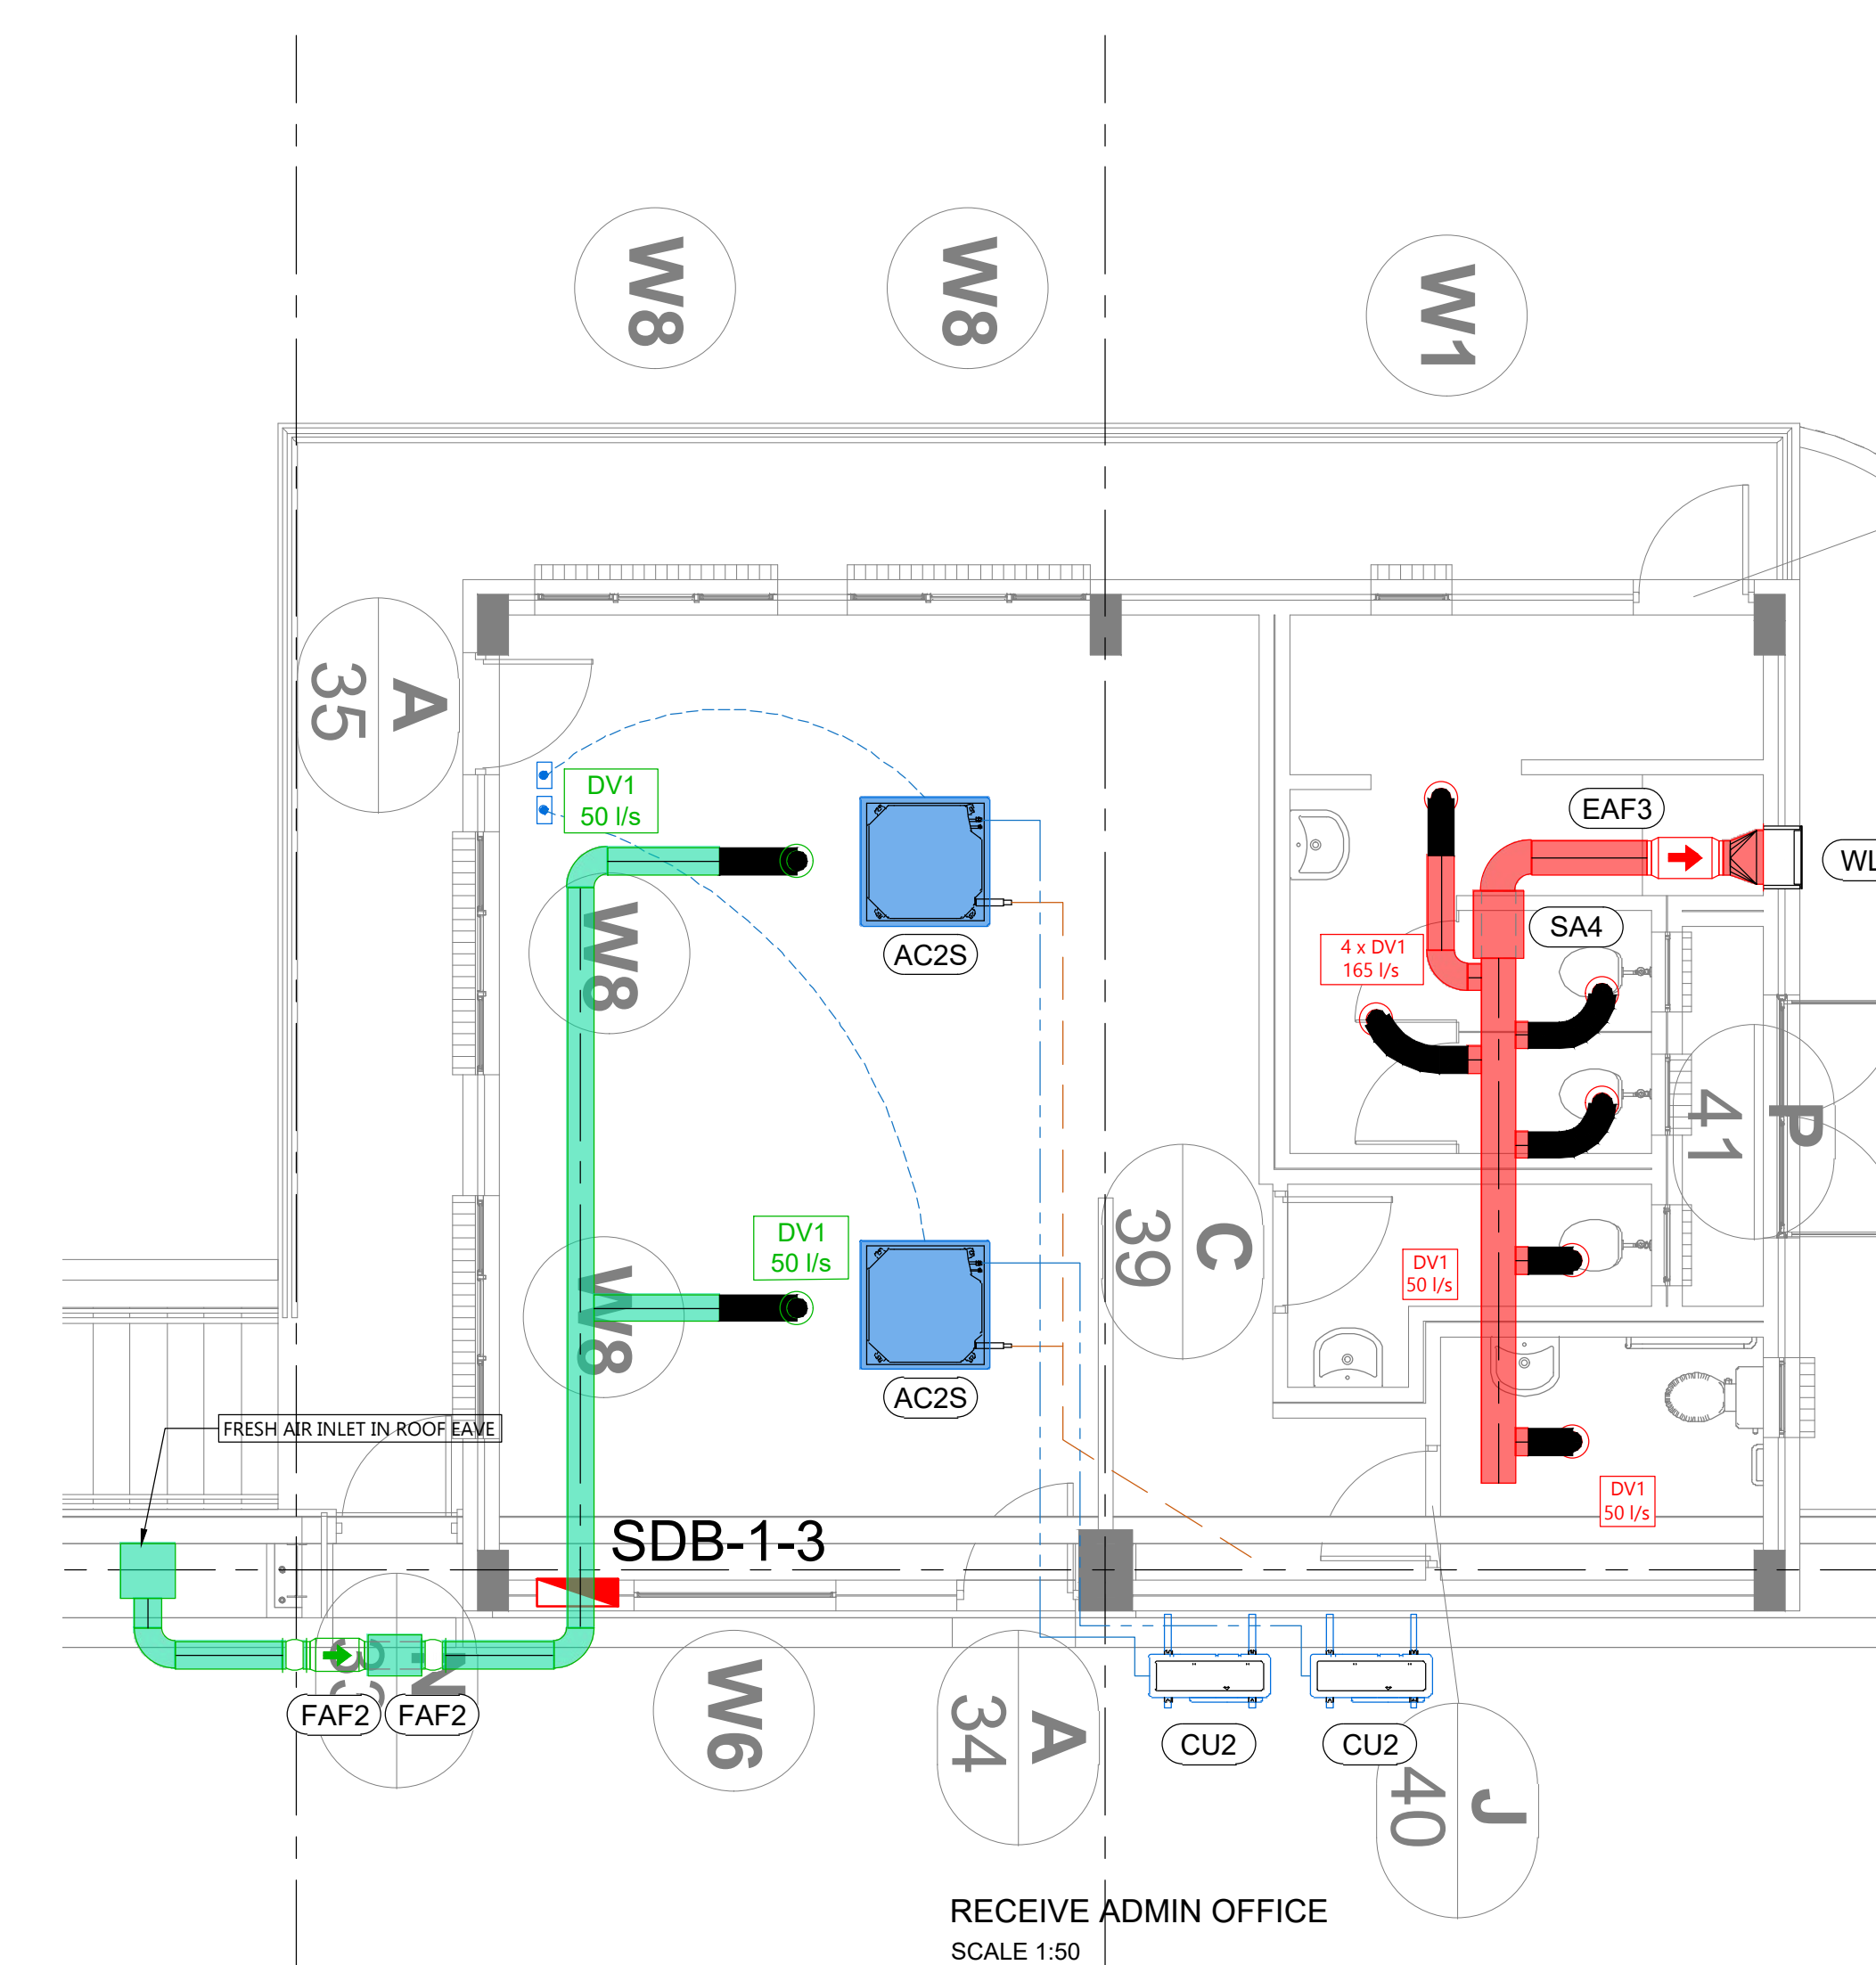 W8
W8
W1
A
35
DV1
50 l/s
EAF3
WL
AC2S
SA4
4 x DV1
165 l/s
W8
P
41
C
39
DV1
50 l/s
DV1
50 l/s
W8
AC2S
FRESH AIR INLET IN ROOF EAVE
DV1
50 l/s
SDB-1-3
N
33
FAF2
FAF2
W6
A
34
CU2
CU2
J
40
RECEIVE ADMIN OFFICE
SCALE 1:50